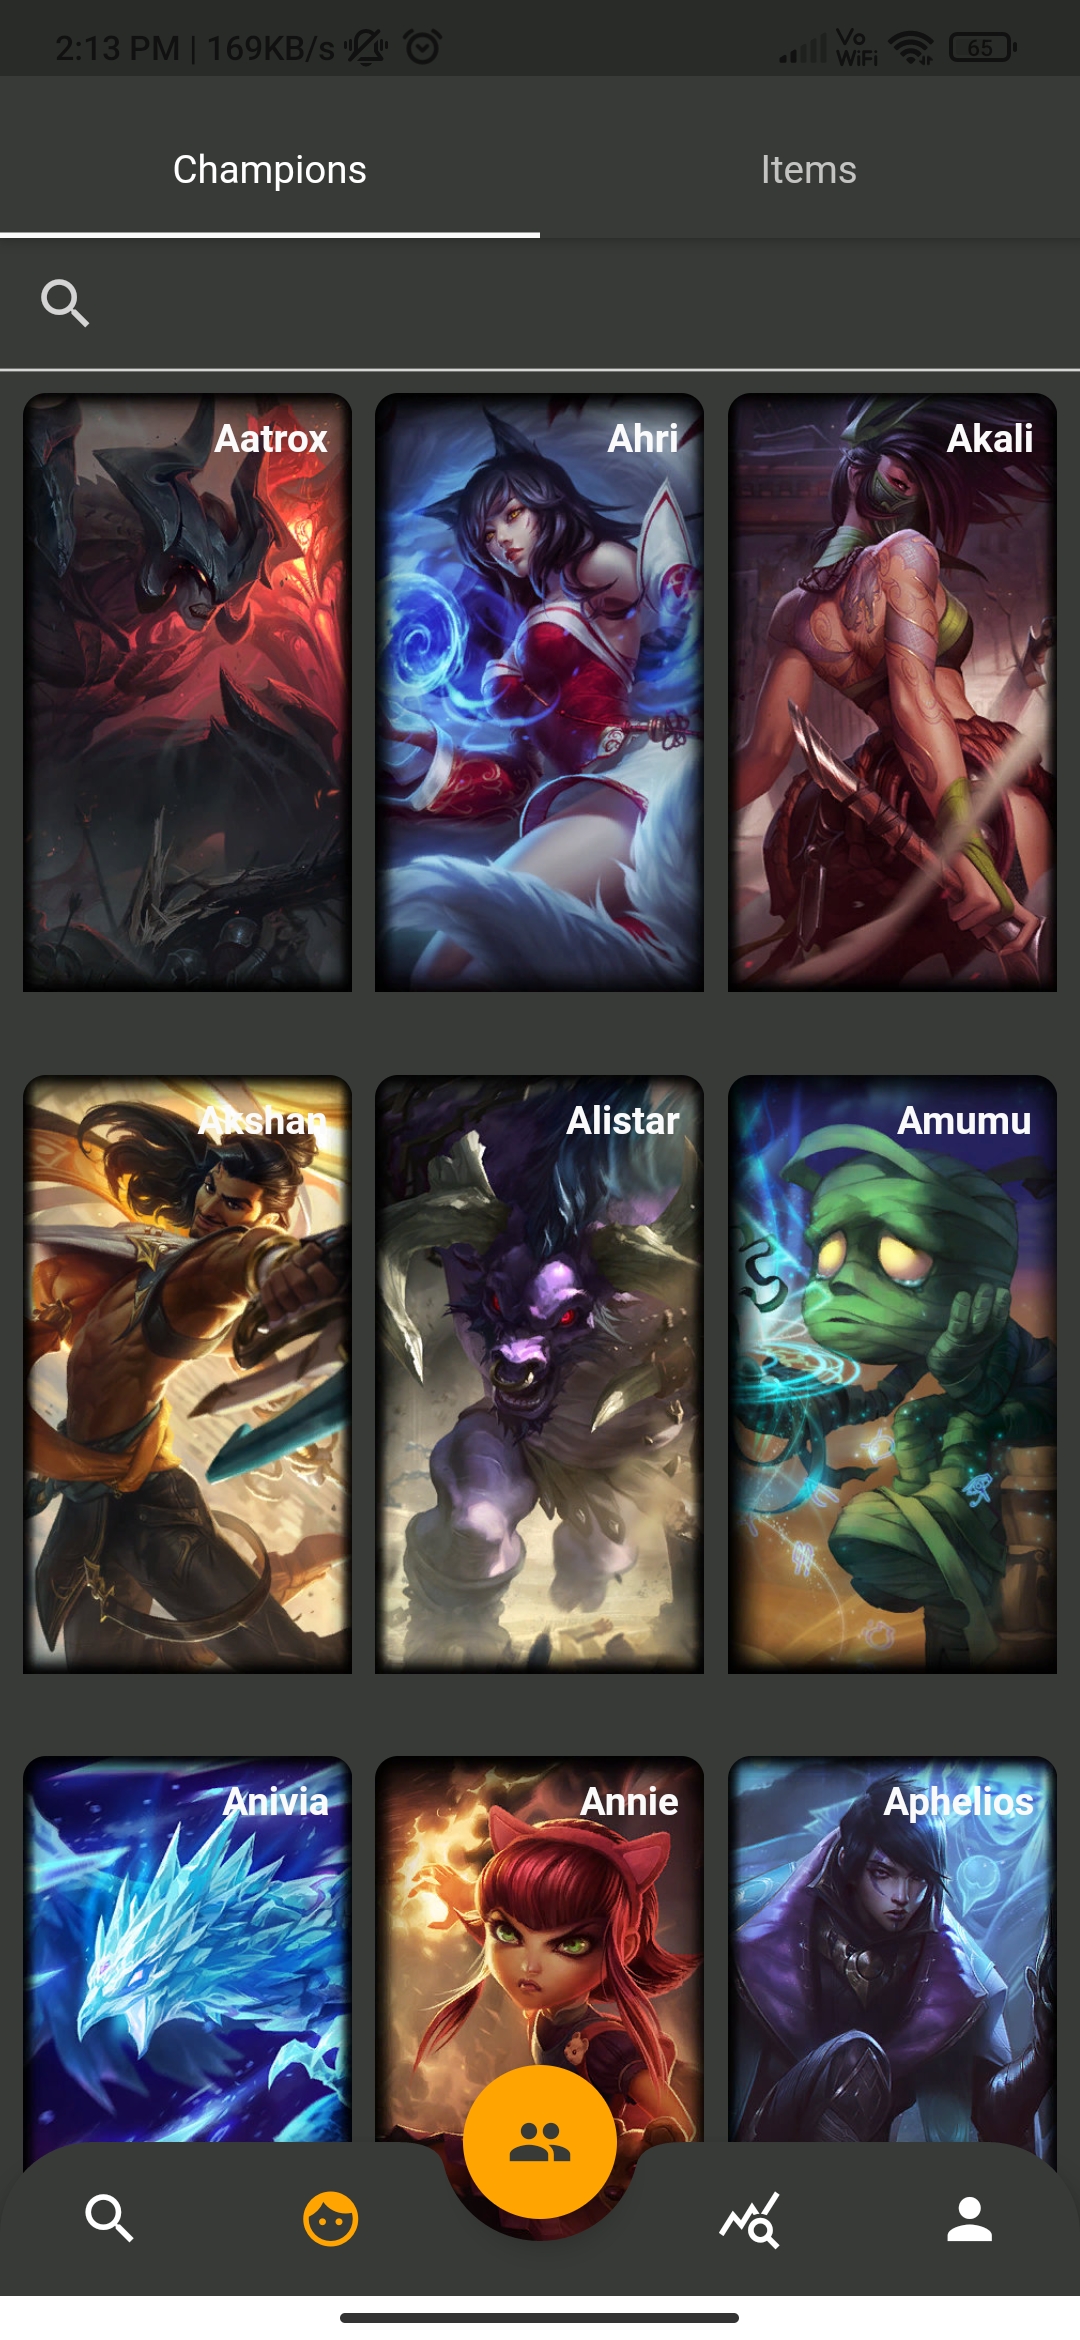 2:13 PM | 169KB/s
Vo
WiFi
65
Champions
Items
Aatrox
Ahri
Akali
Akshan
Alistar
Amumu
Anivia
Annie
Aphelios